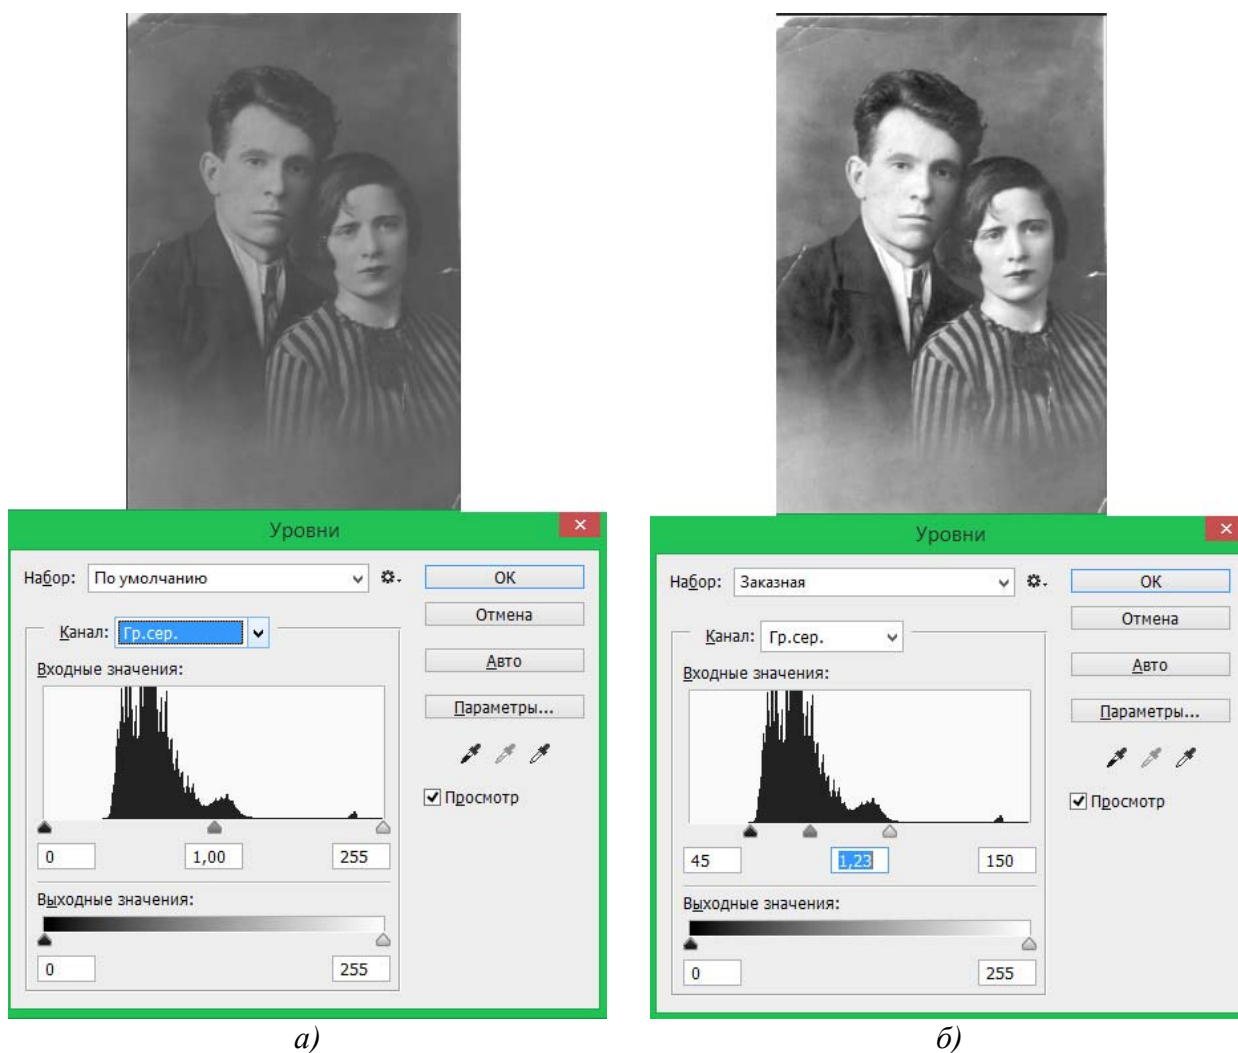 Уровни
Набор: По умолчанию
OK
Отмена
Канал: Гр.сер.
Авто
Входные значения:
Параметры...
Просмотр
0 1,00 255
Выходные значения:
0 255
а)
Уровни
Набор: Заказная
OK
Отмена
Канал: Гр.сер.
Авто
Входные значения:
Параметры...
Просмотр
45 1,23 150
Выходные значения:
0 255
б)